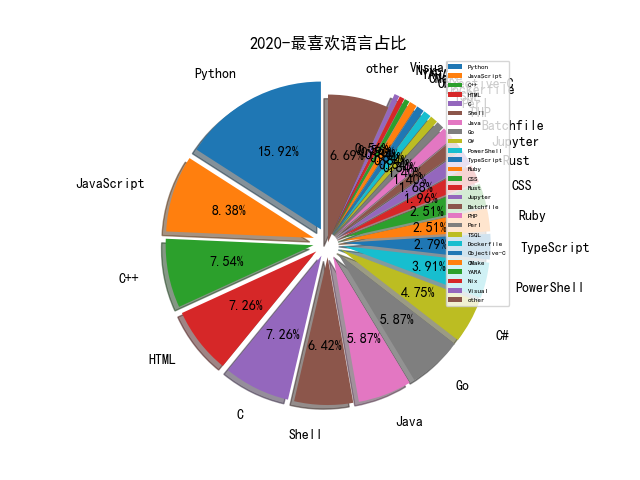 2020-最喜欢语言占比
Python
15.92%
JavaScript
8.38%
C++
7.54%
HTML
7.26%
C
7.26%
Shell
6.42%
Java
5.87%
Go
5.87%
C#
4.75%
PowerShell
3.91%
TypeScript
2.79%
Ruby
2.51%
CSS
2.51%
Rust
1.96%
Jupyter
1.68%
Batchfile
1.40%
other
6.69%
Python
JavaScript
C++
HTML
C
Shell
Java
Go
C#
PowerShell
TypeScript
Ruby
CSS
Rust
Jupyter
Batchfile
PHP
Perl
TSQL
Dockerfile
Objective-C
CMake
YARA
Nix
Visual
other